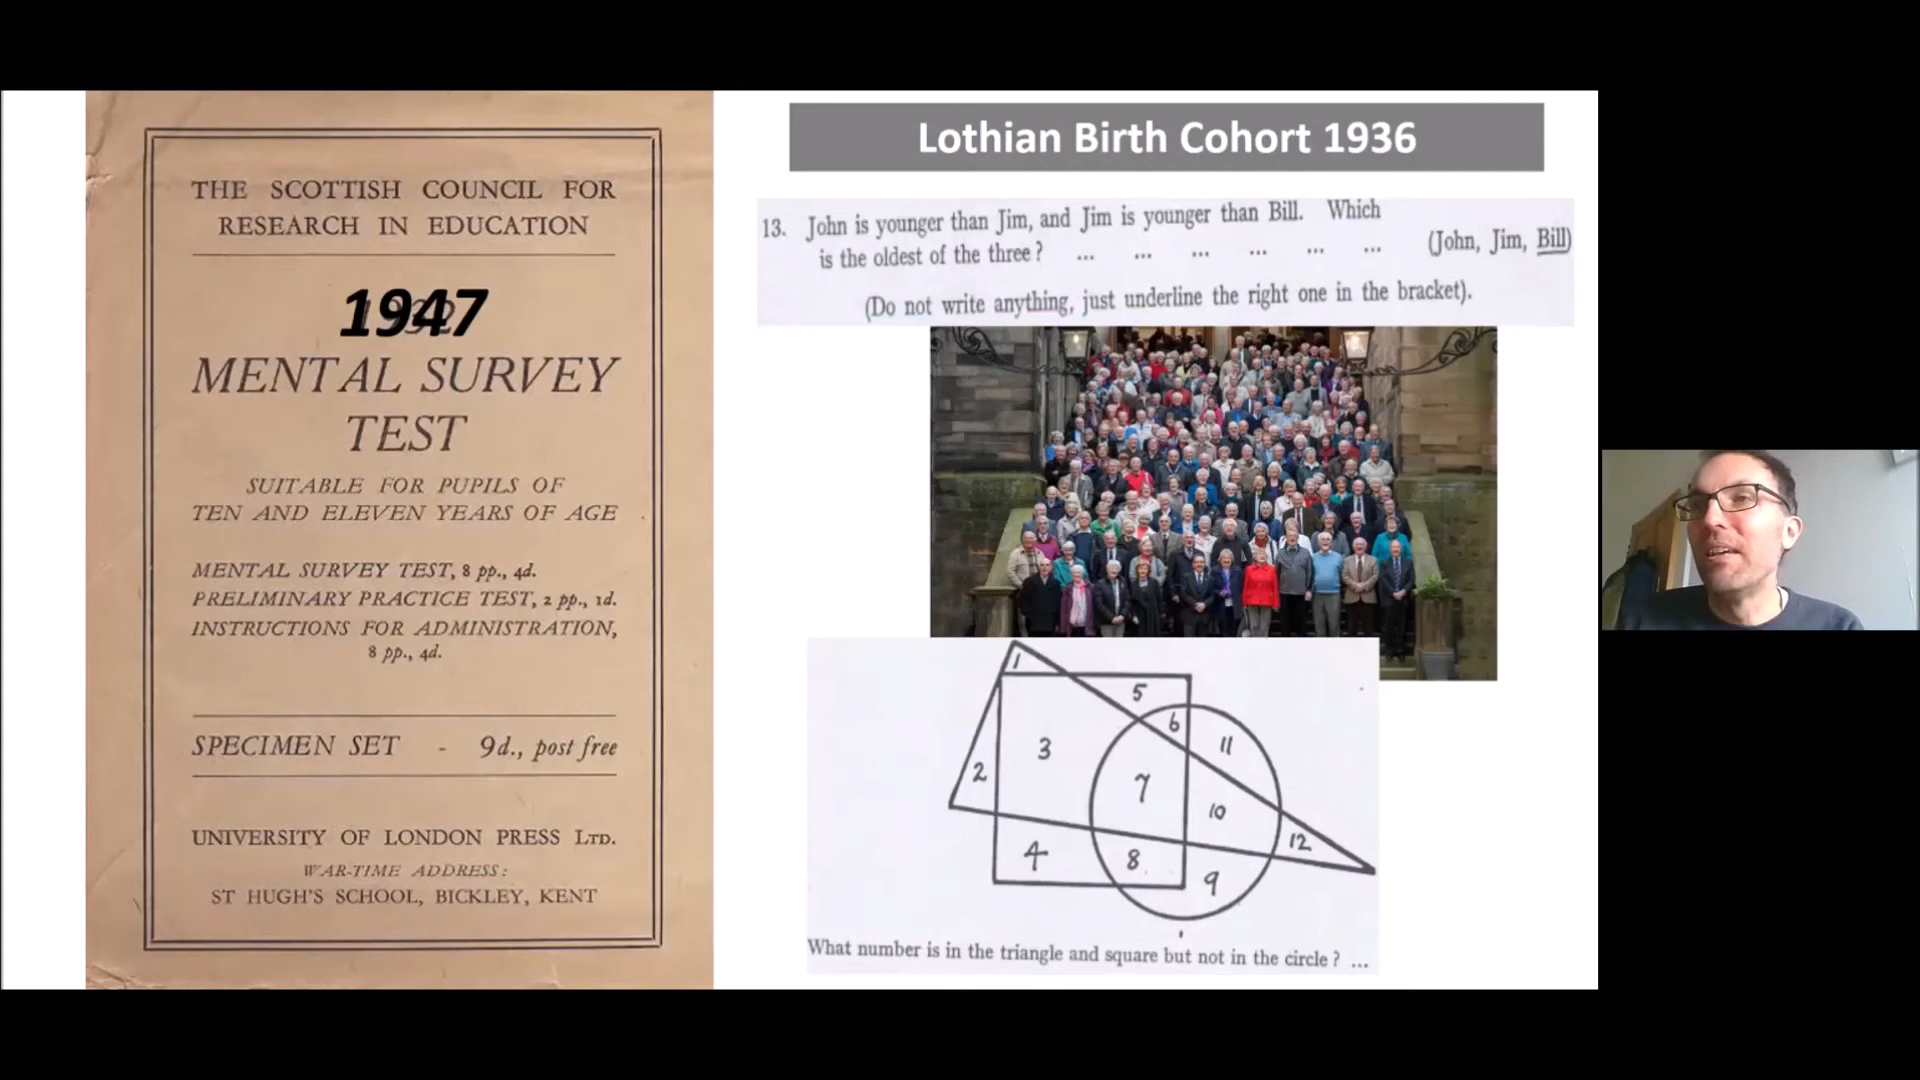 THE SCOTTISH COUNCIL FOR
RESEARCH IN EDUCATION
1947
MENTAL SURVEY
TEST
SUITABLE FOR PUPILS OF
TEN AND ELEVEN YEARS OF AGE
MENTAL SURVEY TEST, 8 pp., 4d.
PRELIMINARY PRACTICE TEST, 2 pp., 1d.
INSTRUCTIONS FOR ADMINISTRATION,
8 pp., 4d.
SPECIMEN SET - 9d., post free
UNIVERSITY OF LONDON PRESS LTD.
WAR-TIME ADDRESS:
ST HUGH'S SCHOOL, BICKLEY, KENT
Lothian Birth Cohort 1936
13. John is younger than Jim, and Jim is younger than Bill. Which
is the oldest of the three? ... ... ... ... ... ... (John, Jim, Bill)
(Do not write anything, just underline the right one in the bracket).
1
5
6
11
3
2
7
10
12
4
8
9
What number is in the triangle and square but not in the circle? ...